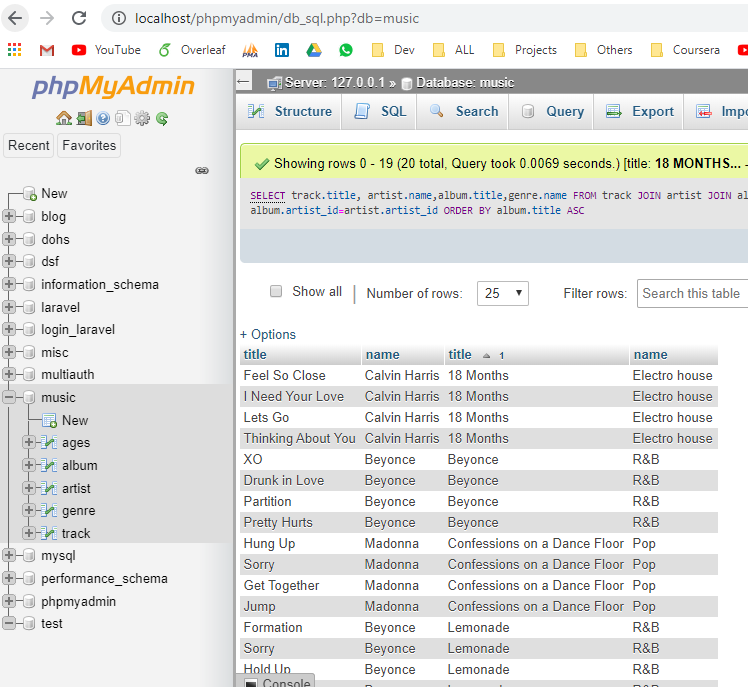 localhost/phpmyadmin/db_sql.php?db=music
YouTube Overleaf Dev ALL Projects Others Coursera
phpMyAdmin
Recent Favorites
New
blog
dohs
dsf
information_schema
laravel
login_laravel
misc
multiauth
music
New
ages
album
artist
genre
track
mysql
performance_schema
phpmyadmin
test
Server: 127.0.0.1 » Database: music
Structure SQL Search Query Export Impo
Showing rows 0 - 19 (20 total, Query took 0.0069 seconds.) [title: 18 MONTHS... -
SELECT track.title, artist.name,album.title,genre.name FROM track JOIN artist JOIN al
album.artist_id=artist.artist_id ORDER BY album.title ASC
Show all | Number of rows: 25 Filter rows: Search this table
+ Options
title name title 1 name
Feel So Close Calvin Harris 18 Months Electro house
I Need Your Love Calvin Harris 18 Months Electro house
Lets Go Calvin Harris 18 Months Electro house
Thinking About You Calvin Harris 18 Months Electro house
XO Beyonce Beyonce R&B
Drunk in Love Beyonce Beyonce R&B
Partition Beyonce Beyonce R&B
Pretty Hurts Beyonce Beyonce R&B
Hung Up Madonna Confessions on a Dance Floor Pop
Sorry Madonna Confessions on a Dance Floor Pop
Get Together Madonna Confessions on a Dance Floor Pop
Jump Madonna Confessions on a Dance Floor Pop
Formation Beyonce Lemonade R&B
Sorry Beyonce Lemonade R&B
Hold Up Beyonce Lemonade R&B
Console